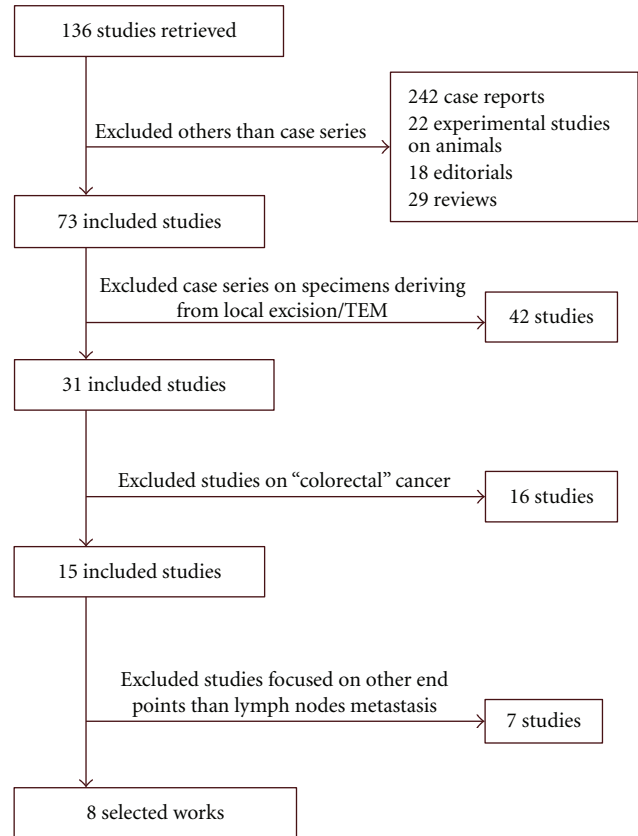 136 studies retrieved
Excluded others than case series
242 case reports
22 experimental studies
on animals
18 editorials
29 reviews
73 included studies
Excluded case series on specimens deriving
from local excision/TEM
42 studies
31 included studies
Excluded studies on “colorectal” cancer
16 studies
15 included studies
Excluded studies focused on other end
points than lymph nodes metastasis
7 studies
8 selected works